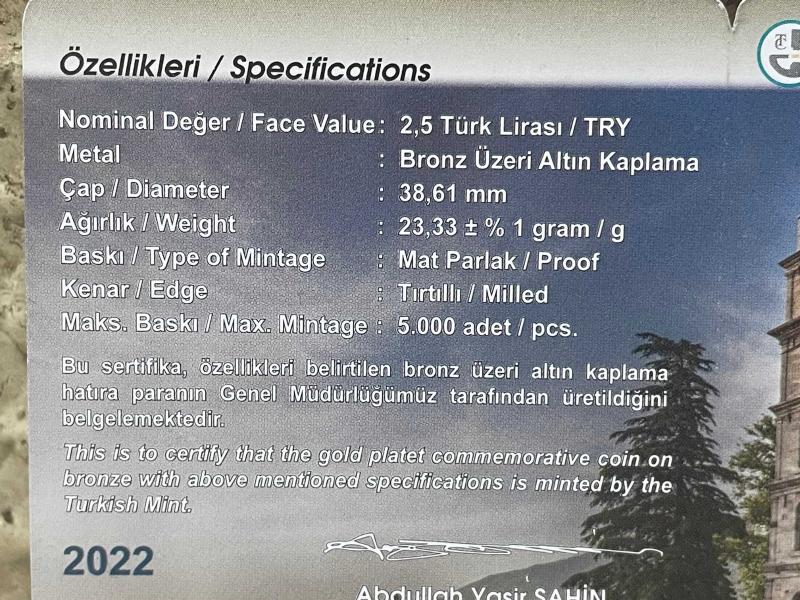 Özellikleri / Specifications
Nominal Değer / Face Value : 2,5 Türk Lirası / TRY
Metal : Bronz Üzeri Altın Kaplama
Çap / Diameter : 38,61 mm
Ağırlık / Weight : 23,33 ± % 1 gram / g
Baskı / Type of Mintage : Mat Parlak / Proof
Kenar / Edge : Tırtıllı / Milled
Maks. Baskı / Max. Mintage : 5.000 adet / pcs.
Bu sertifika, özellikleri belirtilen bronz üzeri altın kaplama
hatıra paranın Genel Müdürlüğümüz tarafından üretildiğini
belgelemektedir.
This is to certify that the gold platet commemorative coin on
bronze with above mentioned specifications is minted by the
Turkish Mint.
2022
Abdullah Yasir ŞAHİN